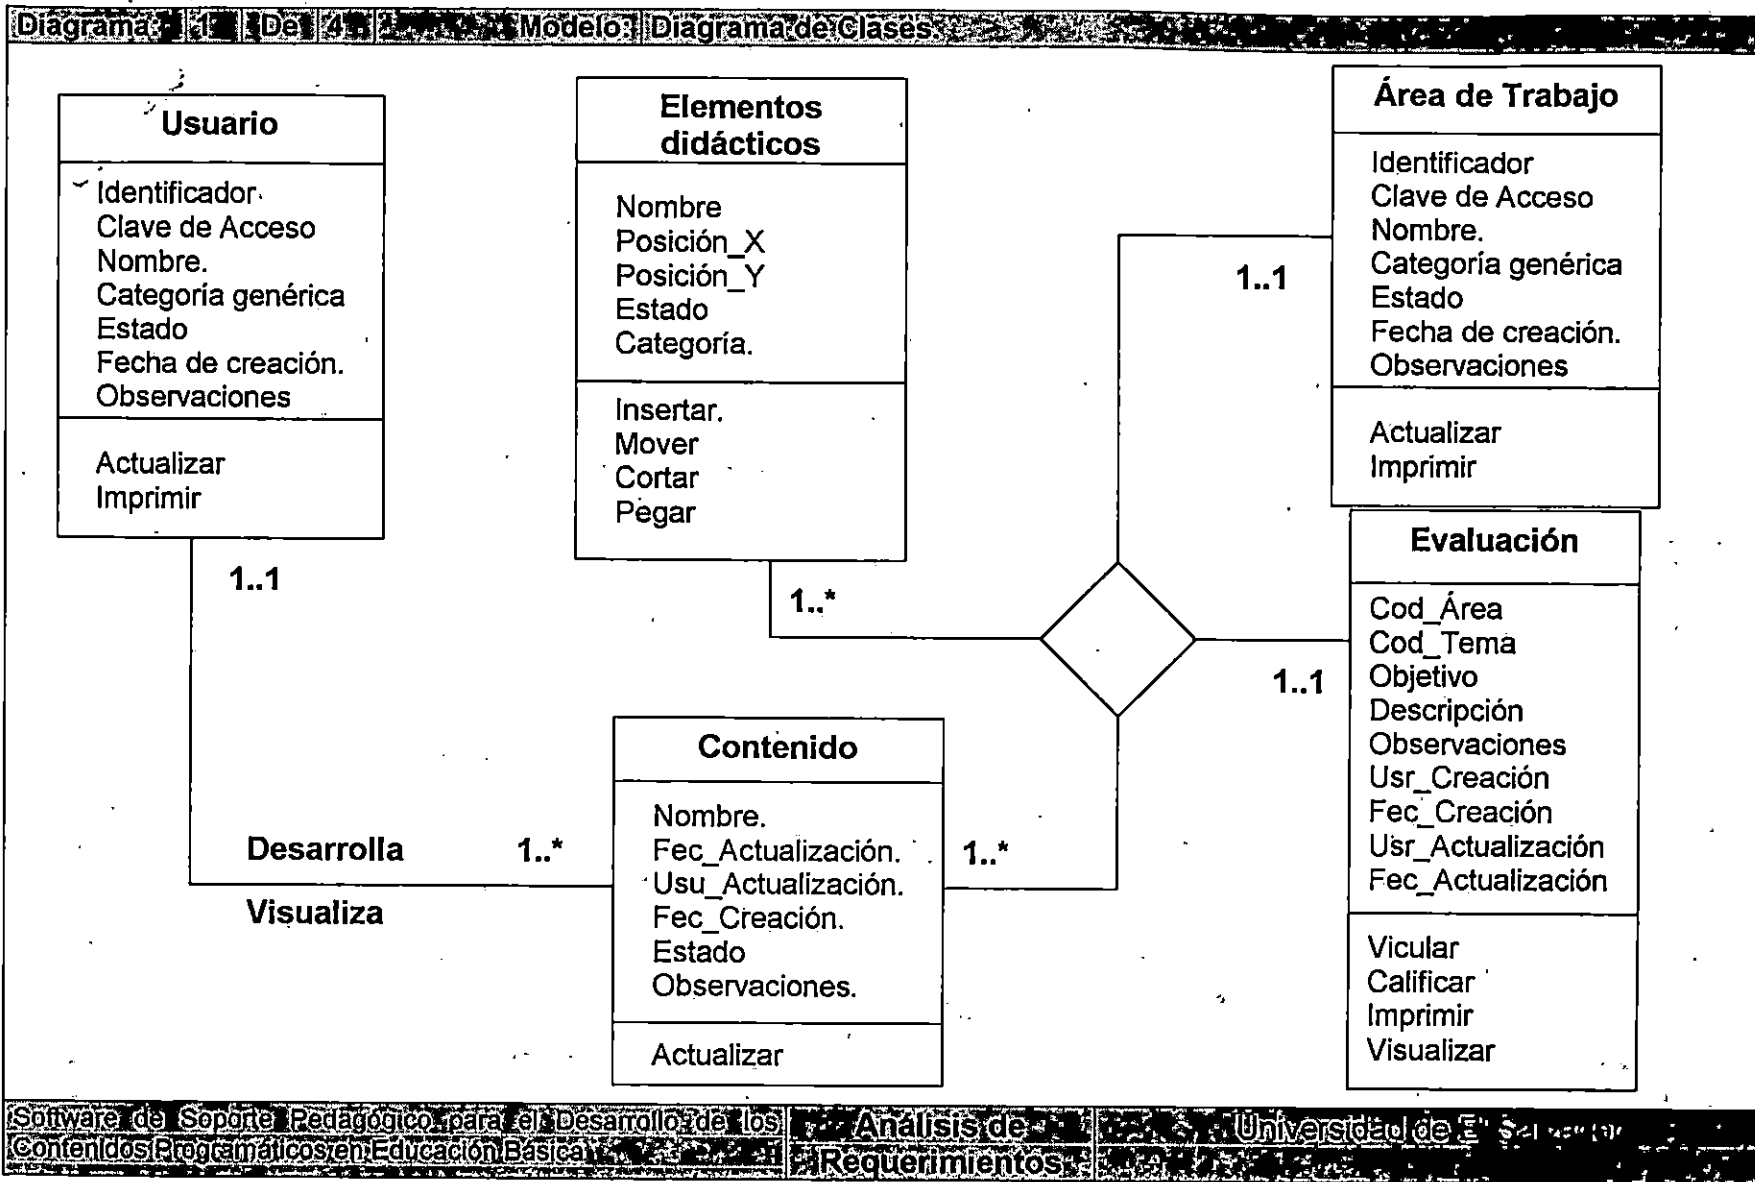 Diagrama: 1 De 4 Modelo: Diagrama de Clases.
Usuario
Identificador
Clave de Acceso
Nombre.
Categoría genérica
Estado
Fecha de creación.
Observaciones
Actualizar
Imprimir
1..1
Elementos
didácticos
Nombre
Posición_X
Posición_Y
Estado
Categoría.
Insertar.
Mover
Cortar
Pegar
1..*
Área de Trabajo
Identificador
Clave de Acceso
Nombre.
Categoría genérica
Estado
Fecha de creación.
Observaciones
Actualizar
Imprimir
1..1
Evaluación
Cod_Área
Cod_Tema
Objetivo
Descripción
Observaciones
Usr_Creación
Fec_Creación
Usr_Actualización
Fec_Actualización
Vicular
Calificar
Imprimir
Visualizar
1..1
Contenido
Nombre.
Fec_Actualización.
Usu_Actualización.
Fec_Creación.
Estado
Observaciones.
Actualizar
1..*
Desarrolla 1..*
Visualiza
Software de Soporte Pedagógico para el Desarrollo de los
Contenidos Programáticos en Educación Básica
Análisis de
Requerimientos
Universidad de